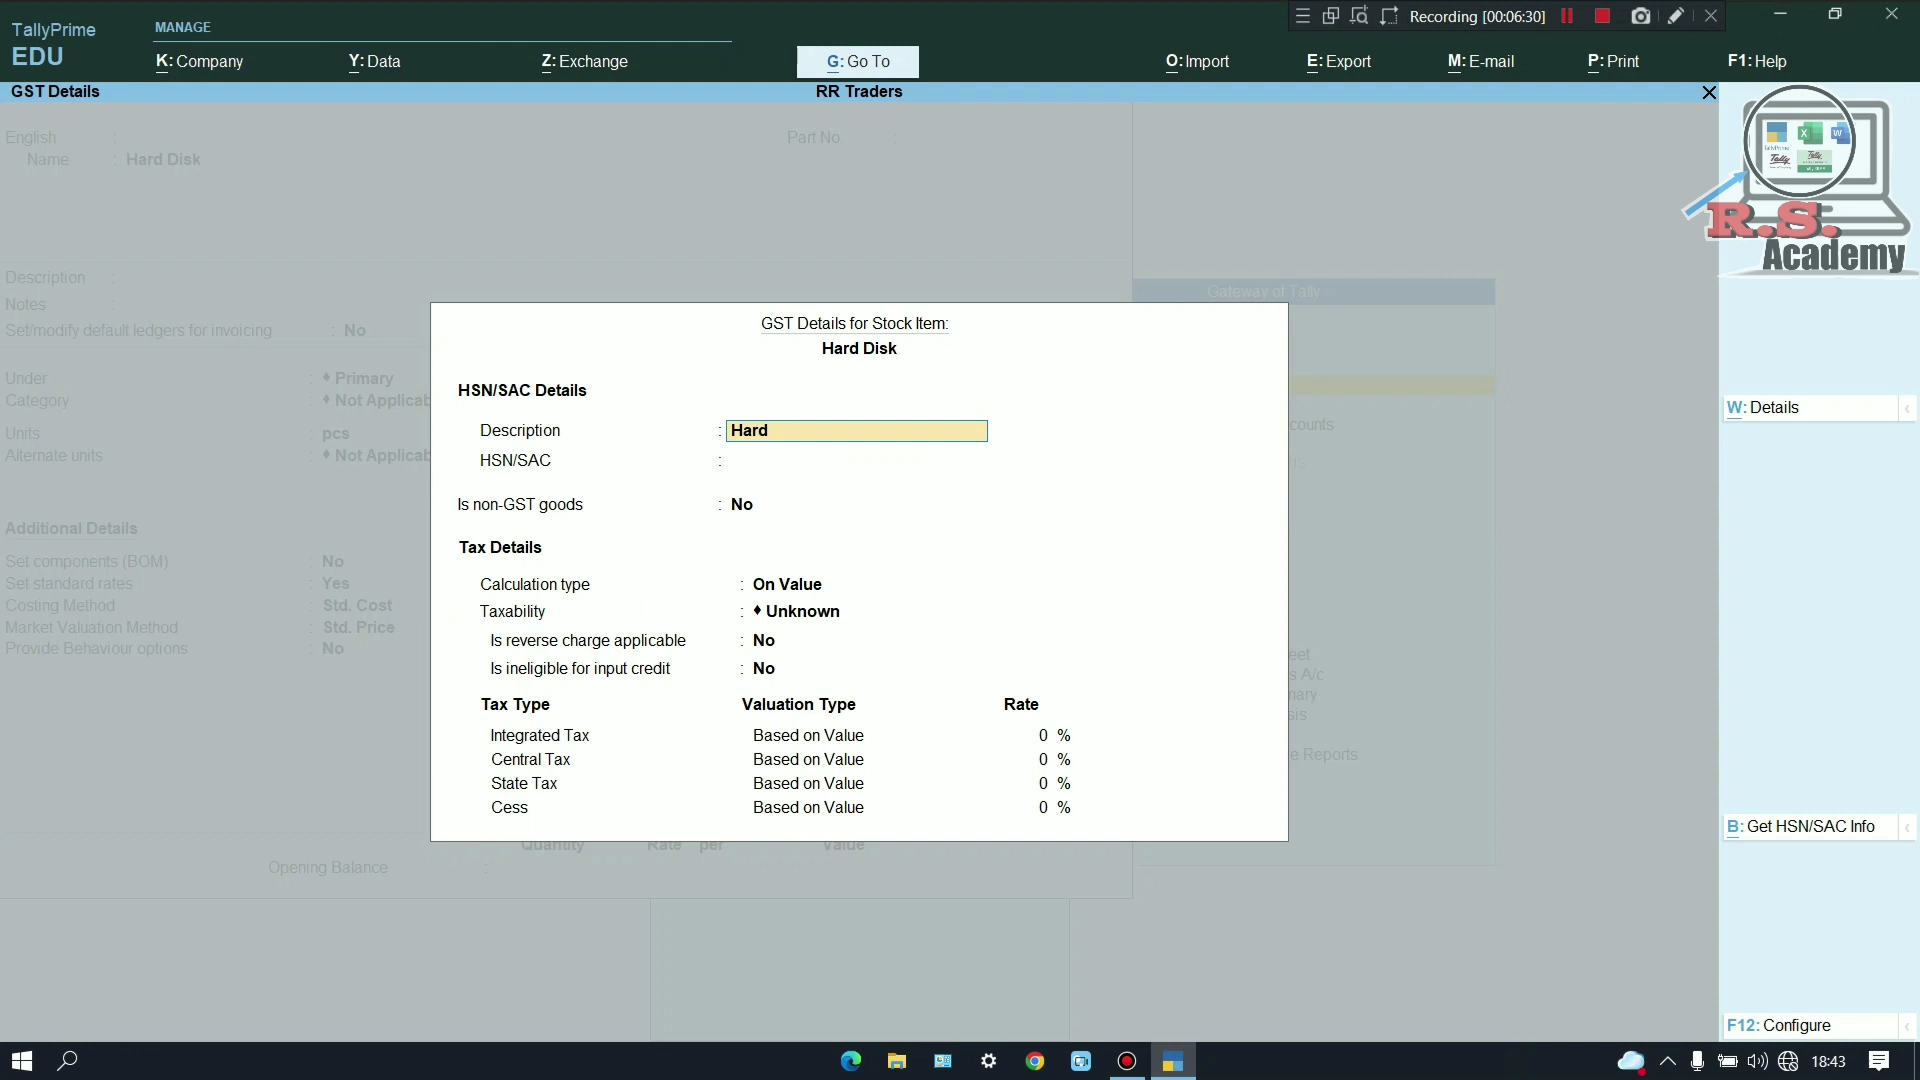 TallyPrime
EDU
MANAGE
K: Company
Y: Data
Z: Exchange
G: Go To
O: Import
E: Export
M: E-mail
P: Print
F1: Help
Recording [00:06:30]
GST Details
RR Traders
English :
Name : Hard Disk
Part No. :
Description :
Notes :
Set/modify default ledgers for invoicing : No
Under : ♦ Primary
Category : ♦ Not Applicab
Units : pcs
Alternate units : ♦ Not Applicab
Additional Details
Set components (BOM) : No
Set standard rates : Yes
Costing Method : Std. Cost
Market Valuation Method : Std. Price
Provide Behaviour options : No
Quantity Rate per Value
Opening Balance :
Gateway of Tally
counts
eet
s A/c
nary
sis
e Reports
GST Details for Stock Item:
Hard Disk
HSN/SAC Details
Description : Hard
HSN/SAC :
Is non-GST goods : No
Tax Details
Calculation type : On Value
Taxability : ♦ Unknown
Is reverse charge applicable : No
Is ineligible for input credit : No
Tax Type Valuation Type Rate
Integrated Tax Based on Value 0 %
Central Tax Based on Value 0 %
State Tax Based on Value 0 %
Cess Based on Value 0 %
R.S.
Academy
W: Details
B: Get HSN/SAC Info
F12: Configure
18:43